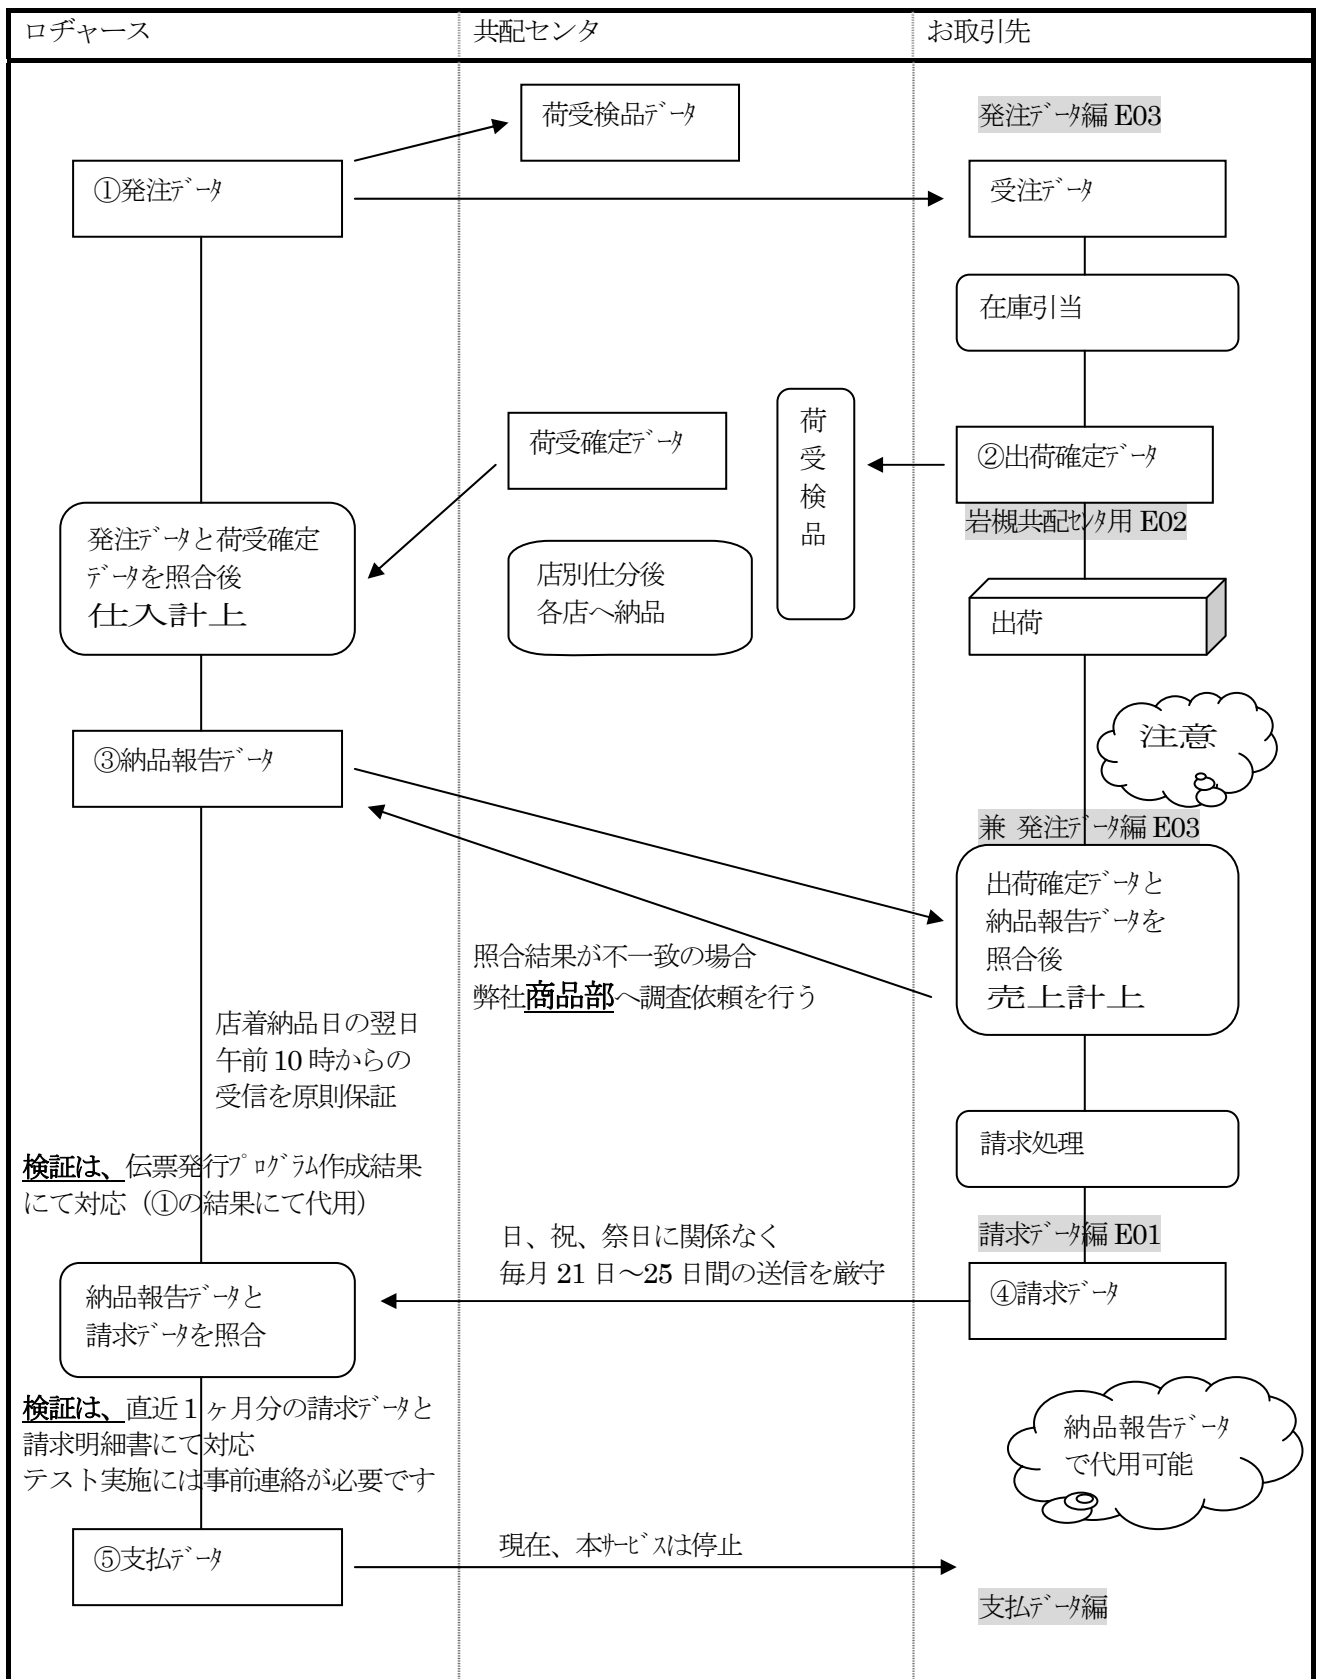 ロヂャース
共配センタ
お取引先
荷受検品ﾃﾞｰﾀ
発注ﾃﾞｰﾀ編 E03
①発注ﾃﾞｰﾀ
受注ﾃﾞｰﾀ
在庫引当
荷受確定ﾃﾞｰﾀ
荷受検品
②出荷確定ﾃﾞｰﾀ
岩槻共配ｾﾝﾀ用 E02
発注ﾃﾞｰﾀと荷受確定
ﾃﾞｰﾀを照合後
仕入計上
店別仕分後
各店へ納品
出荷
注意
③納品報告ﾃﾞｰﾀ
兼 発注ﾃﾞｰﾀ編 E03
出荷確定ﾃﾞｰﾀと
納品報告ﾃﾞｰﾀを
照合後
売上計上
照合結果が不一致の場合
弊社商品部へ調査依頼を行う
店着納品日の翌日
午前 10 時からの
受信を原則保証
請求処理
検証は、伝票発行ﾌﾟﾛｸﾞﾗﾑ作成結果
にて対応（①の結果にて代用）
請求ﾃﾞｰﾀ編 E01
日、祝、祭日に関係なく
毎月 21 日～25 日間の送信を厳守
④請求ﾃﾞｰﾀ
納品報告ﾃﾞｰﾀと
請求ﾃﾞｰﾀを照合
検証は、直近 1 ヶ月分の請求ﾃﾞｰﾀと
請求明細書にて対応
テスト実施には事前連絡が必要です
納品報告ﾃﾞｰﾀ
で代用可能
⑤支払ﾃﾞｰﾀ
現在、本ｻｰﾋﾞｽは停止
支払ﾃﾞｰﾀ編